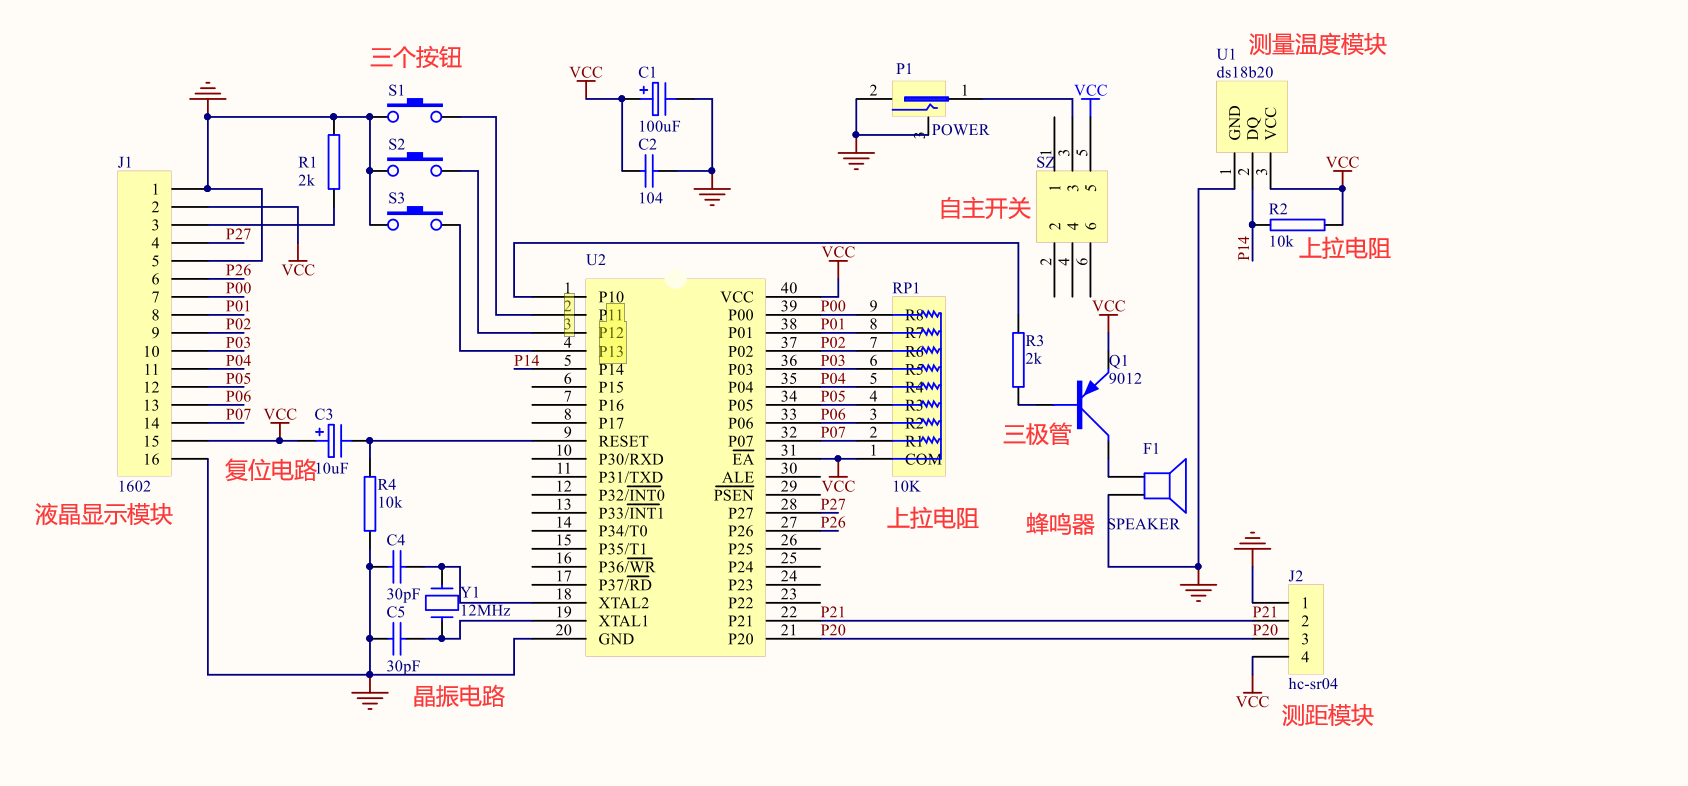 三个按钮
测量温度模块
U1
ds18b20
GND
DQ
VCC
1
2
3
VCC
R2
10k
P14
上拉电阻
VCC
C1
+
100uF
C2
104
P1
2
1
3
POWER
VCC
1
3
5
SZ
1 3 5
2 4 6
2
4
6
自主开关
S1
S2
S3
R1
2k
J1
1
2
3
4 P27
5
6 P26
7 P00
8 P01
9 P02
10 P03
11 P04
12 P05
13 P06
14 P07
15
16
1602
VCC
液晶显示模块
VCC
C3
+
10uF
复位电路
R4
10k
C4
30pF
C5
30pF
Y1
12MHz
晶振电路
U2
1 P10
2 P11
3 P12
4 P13
P14 5 P14
6 P15
7 P16
8 P17
9 RESET
10 P30/RXD
11 P31/TXD
12 P32/INT0
13 P33/INT1
14 P34/T0
15 P35/T1
16 P36/WR
17 P37/RD
18 XTAL2
19 XTAL1
20 GND
VCC
VCC 40
P00 39 P00
P01 38 P01
P02 37 P02
P03 36 P03
P04 35 P04
P05 34 P05
P06 33 P06
P07 32 P07
EA 31
ALE 30
PSEN 29
P27 28 P27
P26 27 P26
P25 26
P24 25
P23 24
P22 23
P21 22 P21
P20 21 P20
VCC
RP1
9 R8
8 R7
7 R6
6 R5
5 R4
4 R3
3 R2
2 R1
1 COM
10K
上拉电阻
R3
2k
VCC
Q1
9012
三极管
F1
SPEAKER
蜂鸣器
J2
1
P21 2
P20 3
4
hc-sr04
VCC
测距模块